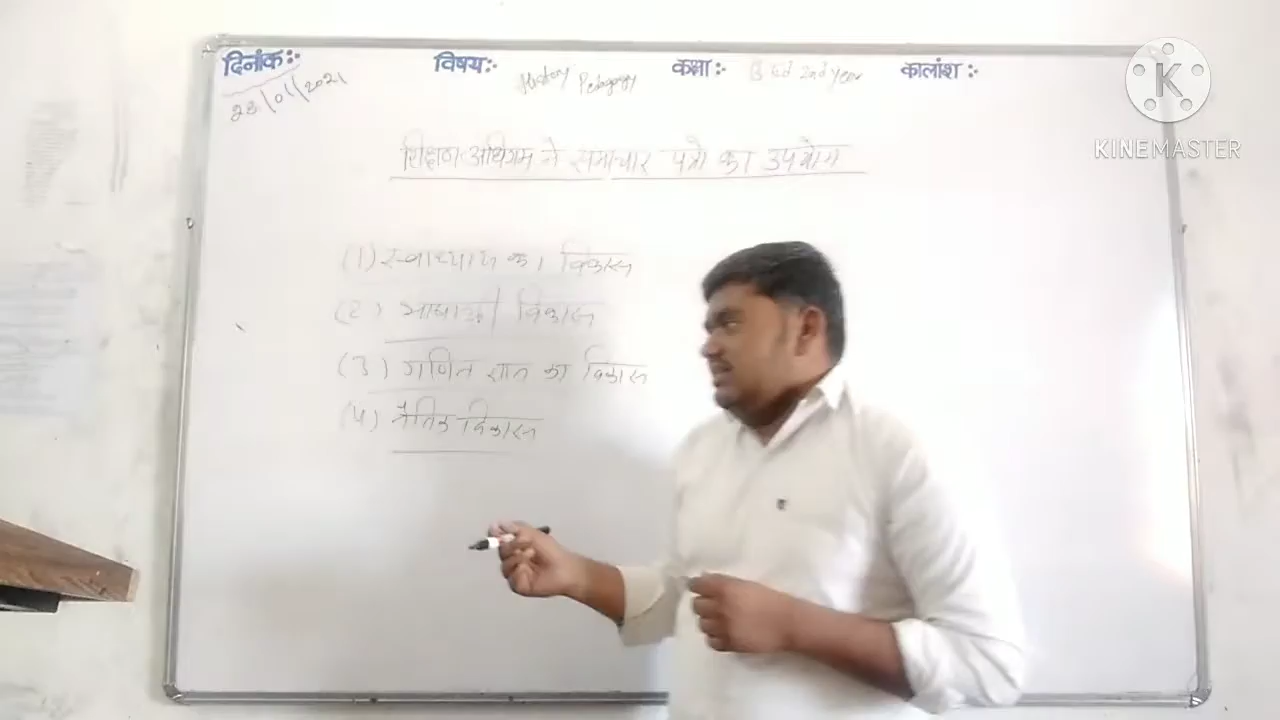 दिनांक:- विषय:- History Pedagogy कक्षा:- B.Ed 2nd Year कालांश:-
28/01/2021
शिक्षण अधिगम ने समाचार पत्रो का उपयोग
(1) स्वाध्याय का विकास
(2) भाषाका विकास
(3) गणित ज्ञान का विकास
(4) नैतिक विकास
K
KINEMASTER